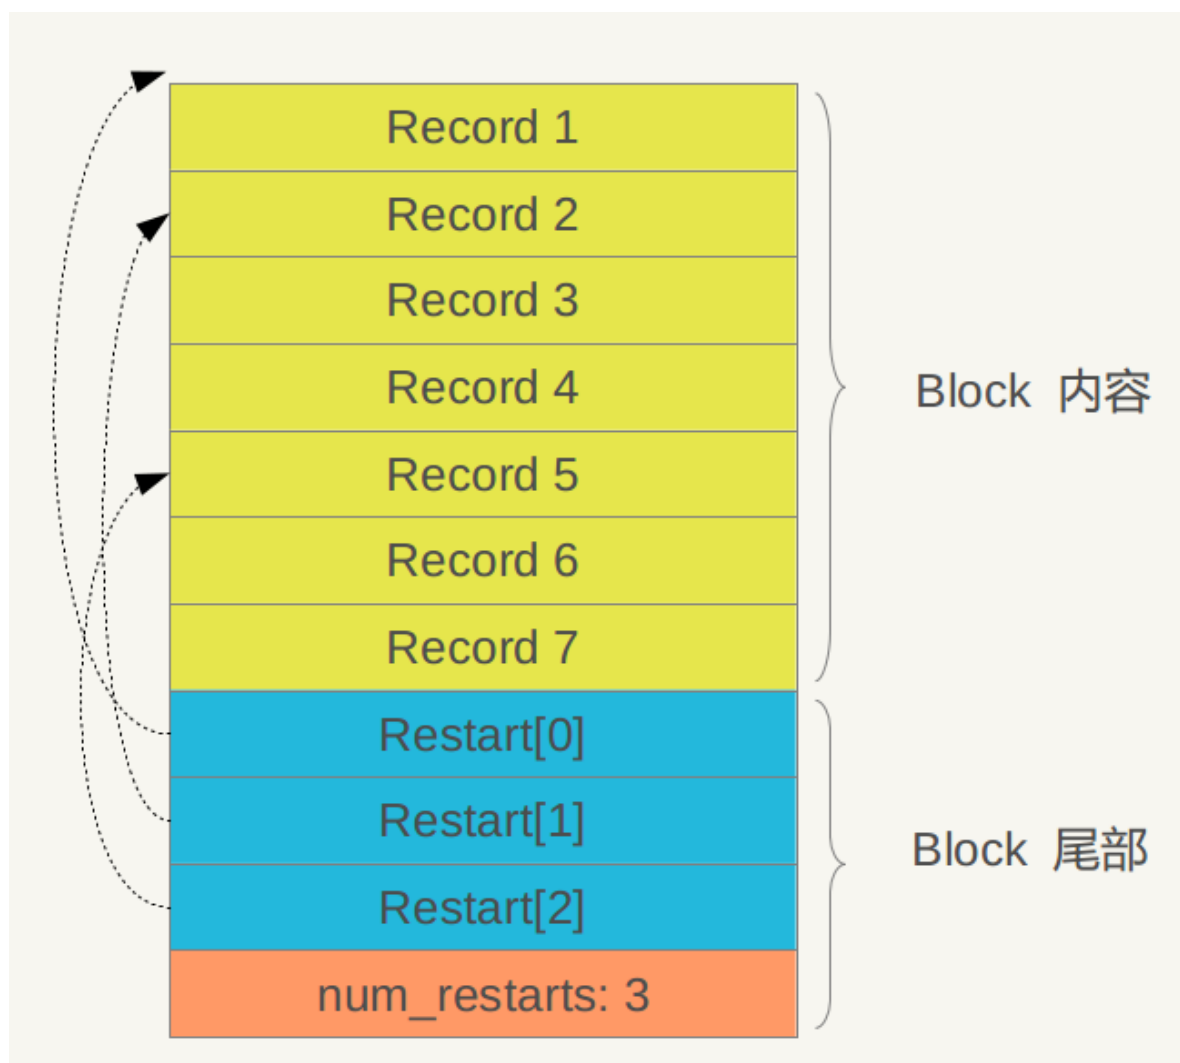 Record 1
Record 2
Record 3
Record 4
Block 内容
Record 5
Record 6
Record 7
Restart[0]
Restart[1]
Block 尾部
Restart[2]
num_restarts: 3